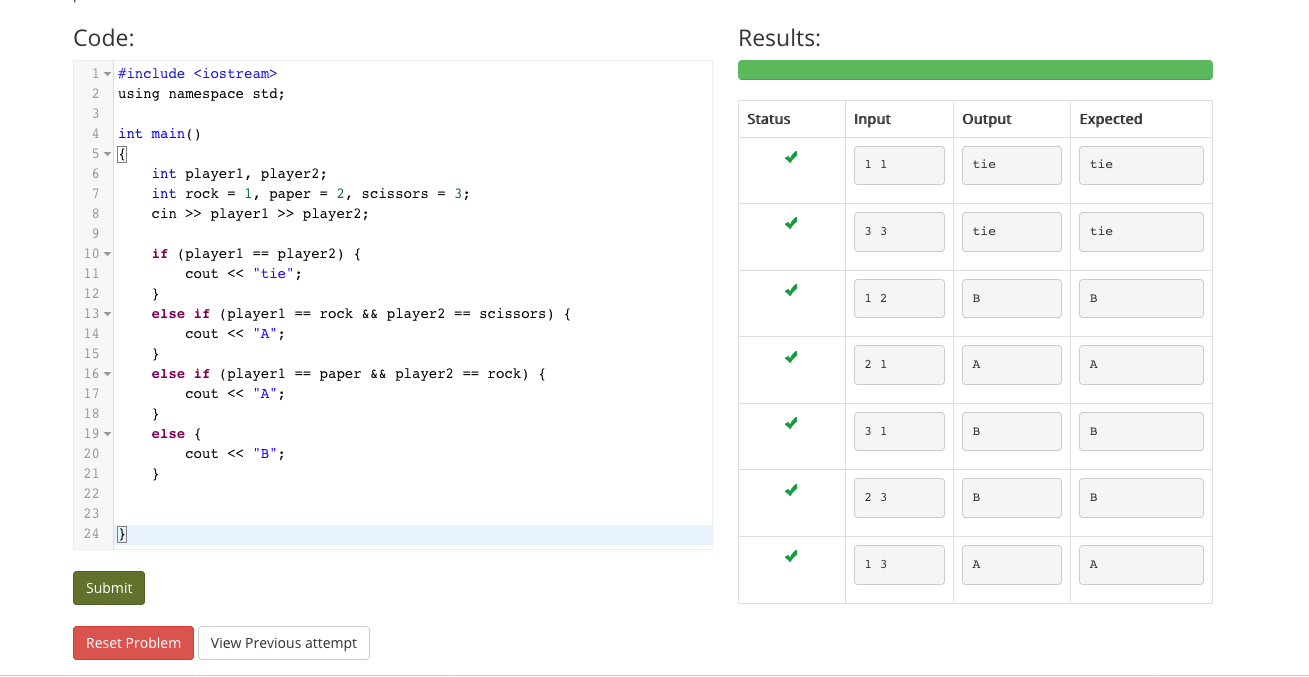 Code:
1 #include <iostream>
2 using namespace std;
3
4 int main()
5 {
6     int player1, player2;
7     int rock = 1, paper = 2, scissors = 3;
8     cin >> player1 >> player2;
9
10     if (player1 == player2) {
11         cout << "tie";
12     }
13     else if (player1 == rock && player2 == scissors) {
14         cout << "A";
15     }
16     else if (player1 == paper && player2 == rock) {
17         cout << "A";
18     }
19     else {
20         cout << "B";
21     }
22
23
24 }
Submit
Reset Problem View Previous attempt
Results:
Status Input Output Expected
1 1 tie tie
3 3 tie tie
1 2 B B
2 1 A A
3 1 B B
2 3 B B
1 3 A A